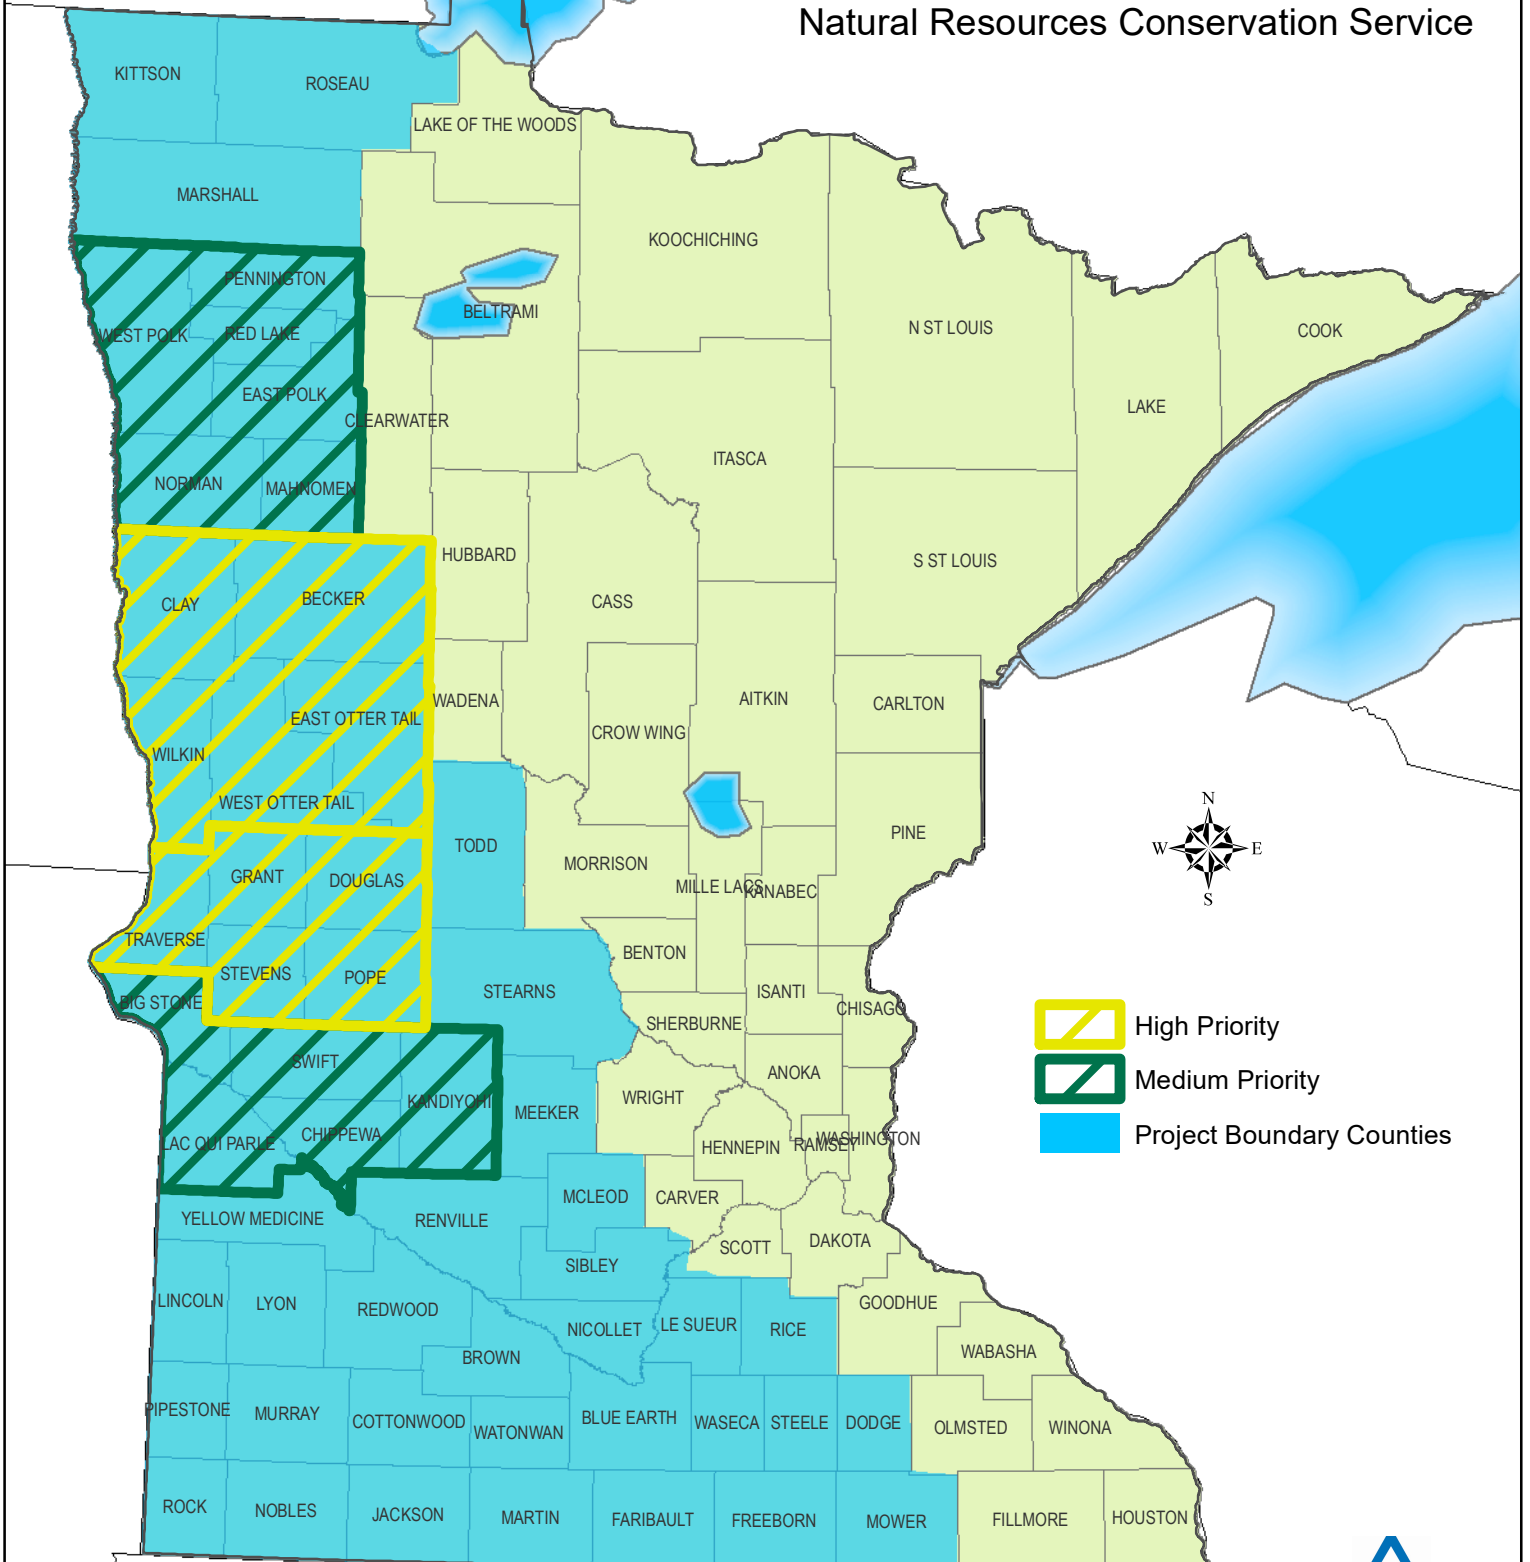 Natural Resources Conservation Service
KITTSON
ROSEAU
LAKE OF THE WOODS
MARSHALL
KOOCHICHING
PENNINGTON
BELTRAMI
N ST LOUIS
COOK
WEST POLK
RED LAKE
EAST POLK
LAKE
CLEARWATER
ITASCA
NORMAN
MAHNOMEN
HUBBARD
S ST LOUIS
CLAY
BECKER
CASS
WADENA
AITKIN
CARLTON
EAST OTTER TAIL
CROW WING
WILKIN
WEST OTTER TAIL
N
W
E
S
TODD
PINE
MORRISON
GRANT
DOUGLAS
MILLE LACS
KANABEC
TRAVERSE
BENTON
STEVENS
POPE
STEARNS
ISANTI
BIG STONE
CHISAGO
SHERBURNE
High Priority
SWIFT
ANOKA
Medium Priority
KANDIYOHI
MEEKER
WRIGHT
LAC QUI PARLE
CHIPPEWA
HENNEPIN
RAMSEY
WASHINGTON
Project Boundary Counties
MCLEOD
CARVER
YELLOW MEDICINE
RENVILLE
SCOTT
DAKOTA
SIBLEY
LINCOLN
LYON
REDWOOD
GOODHUE
NICOLLET
LE SUEUR
RICE
BROWN
WABASHA
PIPESTONE
MURRAY
COTTONWOOD
WATONWAN
BLUE EARTH
WASECA
STEELE
DODGE
OLMSTED
WINONA
ROCK
NOBLES
JACKSON
MARTIN
FARIBAULT
FREEBORN
MOWER
FILLMORE
HOUSTON